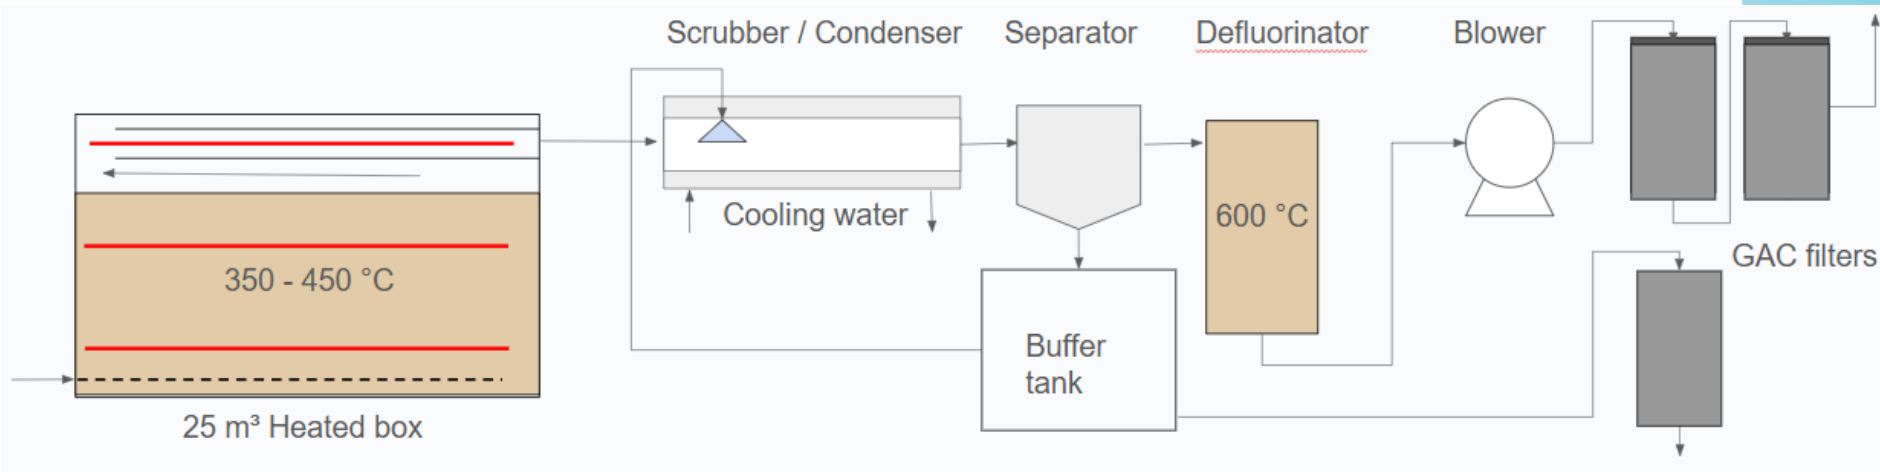 Scrubber / Condenser
Separator
Defluorinator
Blower
350 - 450 °C
25 m³ Heated box
Cooling water
Buffer
tank
600 °C
GAC filters